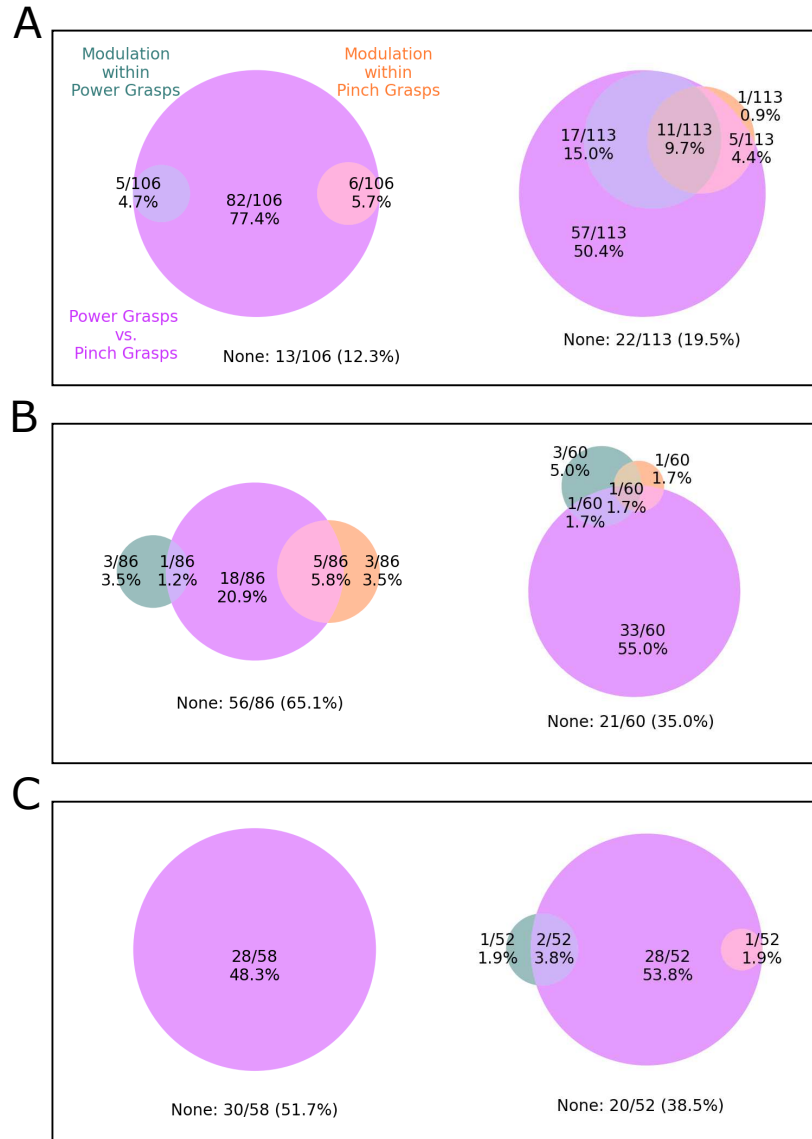 A
Modulation
within
Power Grasps
Modulation
within
Pinch Grasps
5/106
4.7%
82/106
77.4%
6/106
5.7%
Power Grasps
vs.
Pinch Grasps
None: 13/106 (12.3%)
17/113
15.0%
11/113
9.7%
1/113
0.9%
5/113
4.4%
57/113
50.4%
None: 22/113 (19.5%)
B
3/86
3.5%
1/86
1.2%
18/86
20.9%
5/86
5.8%
3/86
3.5%
None: 56/86 (65.1%)
3/60
5.0%
1/60
1.7%
1/60
1.7%
1/60
1.7%
33/60
55.0%
None: 21/60 (35.0%)
C
28/58
48.3%
None: 30/58 (51.7%)
1/52
1.9%
2/52
3.8%
28/52
53.8%
1/52
1.9%
None: 20/52 (38.5%)